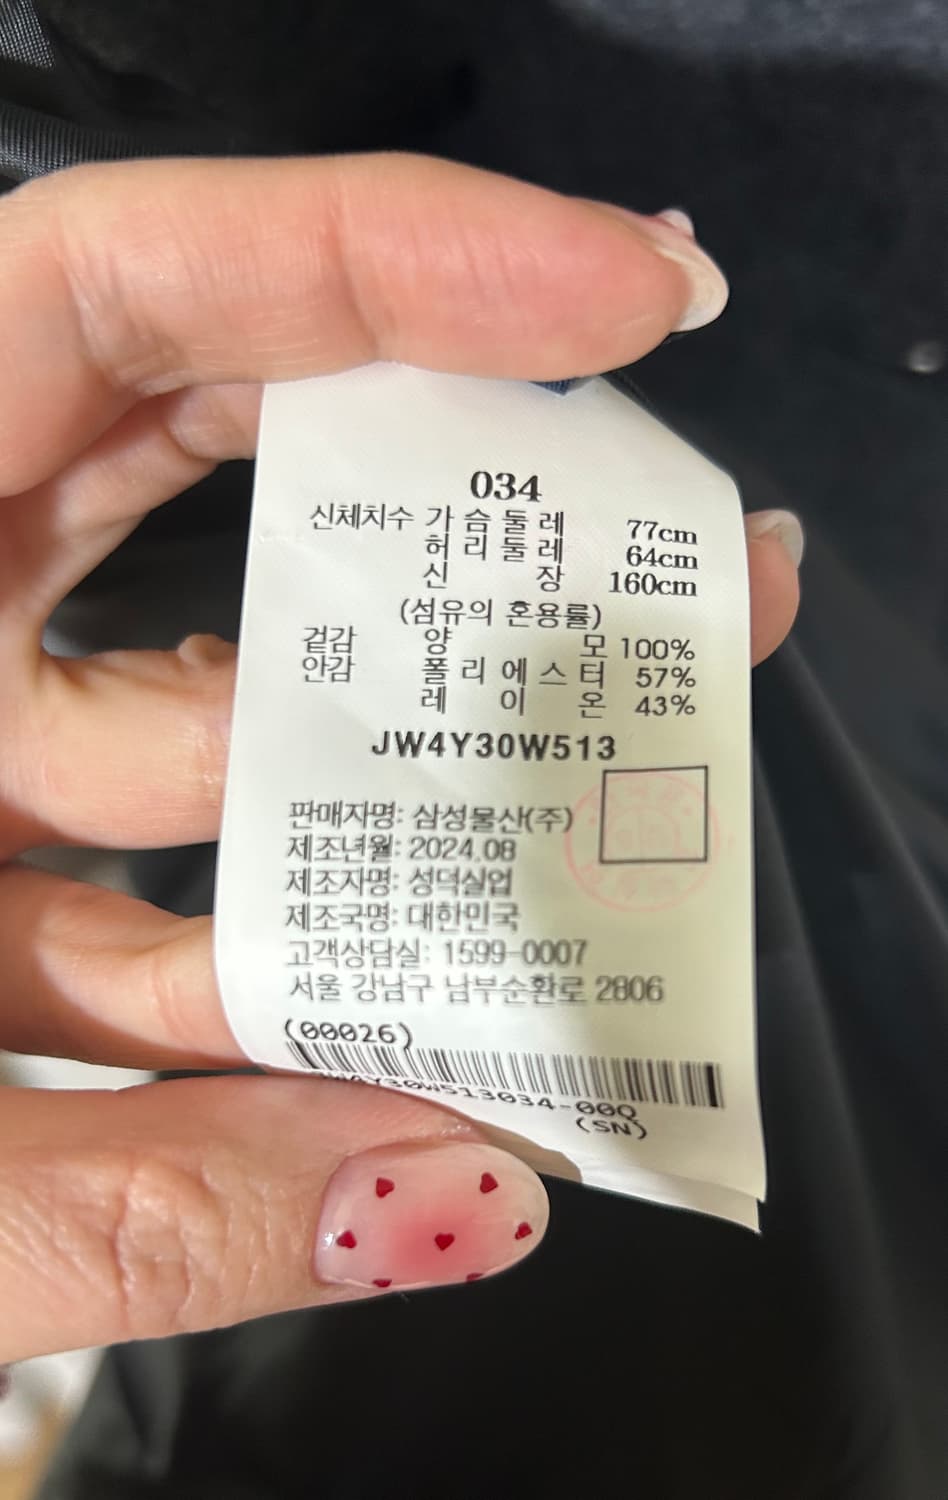 034
신체치수 가슴둘레 77cm
허리둘레 64cm
신장 160cm
(섬유의 혼용률)
겉감 양모 100%
안감 폴리에스터 57%
레이온 43%
JW4Y30W513
판매자명: 삼성물산(주)
제조년월: 2024.08
제조자명: 성덕실업
제조국명: 대한민국
고객상담실: 1599-0007
서울 강남구 남부순환로 2806
(00026)
JW4Y30W513034-00Q
(SN)